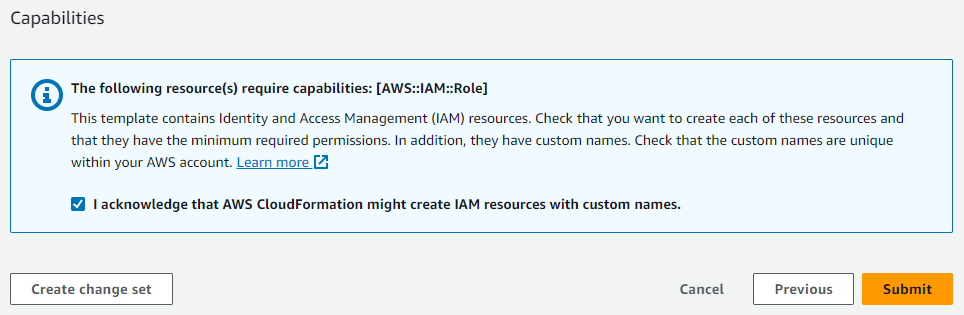 Capabilities
The following resource(s) require capabilities: [AWS::IAM::Role]
This template contains Identity and Access Management (IAM) resources. Check that you want to create each of these resources and
that they have the minimum required permissions. In addition, they have custom names. Check that the custom names are unique
within your AWS account. Learn more
I acknowledge that AWS CloudFormation might create IAM resources with custom names.
Create change set
Cancel
Previous
Submit